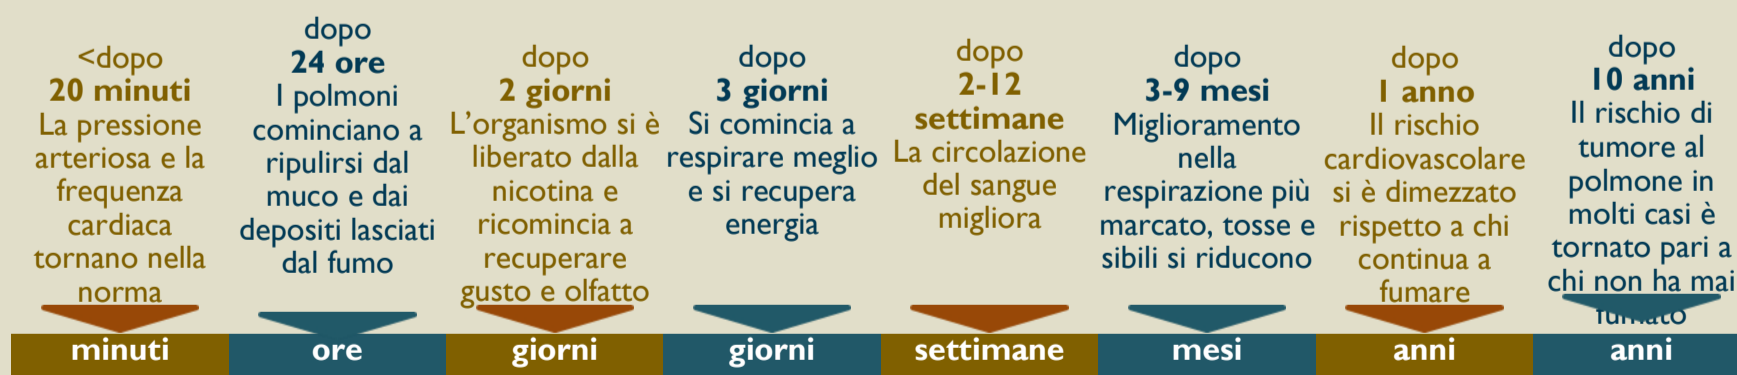 <dopo
20 minuti
La pressione
arteriosa e la
frequenza
cardiaca
tornano nella
norma
dopo
24 ore
I polmoni
cominciano a
ripulirsi dal
muco e dai
depositi lasciati
dal fumo
dopo
2 giorni
L'organismo si è
liberato dalla
nicotina e
ricomincia a
recuperare
gusto e olfatto
dopo
3 giorni
Si comincia a
respirare meglio
e si recupera
energia
dopo
2-12
settimane
La circolazione
del sangue
migliora
dopo
3-9 mesi
Miglioramento
nella
respirazione più
marcato, tosse e
sibili si riducono
dopo
1 anno
Il rischio
cardiovascolare
si è dimezzato
rispetto a chi
continua a
fumare
dopo
10 anni
Il rischio di
tumore al
polmone in
molti casi è
tornato pari a
chi non ha mai
fumato
minuti
ore
giorni
giorni
settimane
mesi
anni
anni